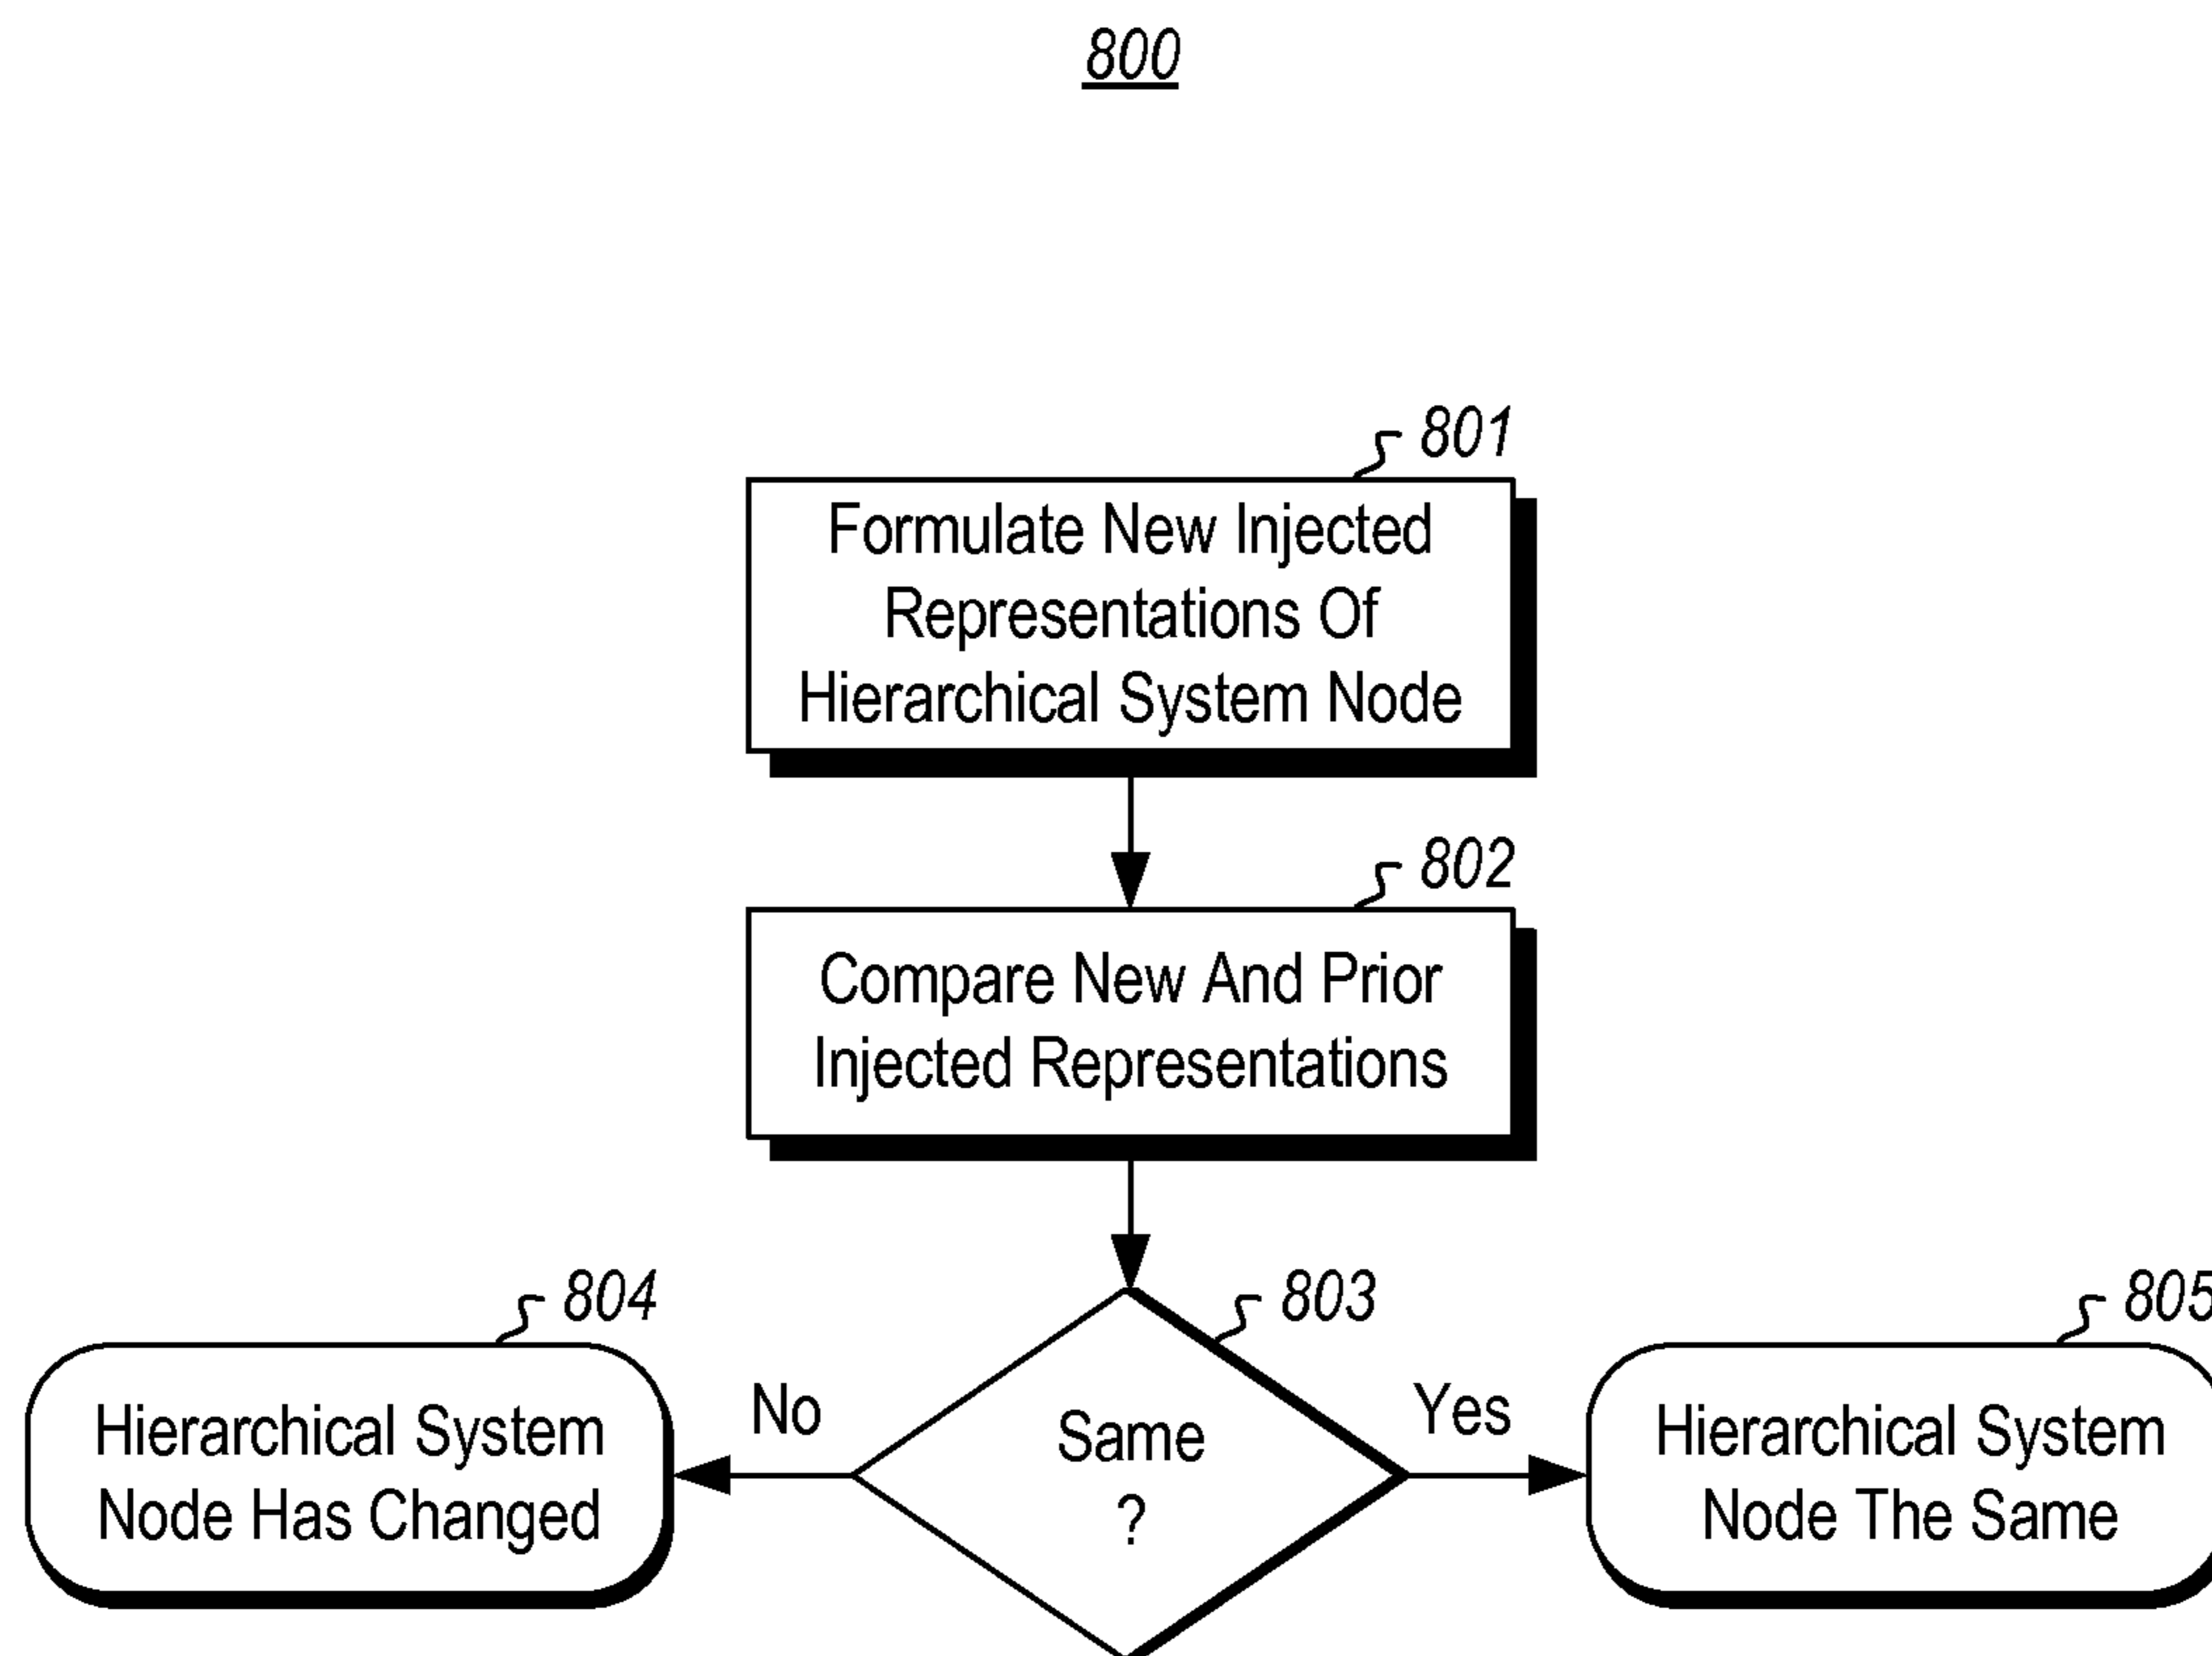 800
801
Formulate New Injected
Representations Of
Hierarchical System Node
802
Compare New And Prior
Injected Representations
803
Same
?
No
Yes
804
Hierarchical System
Node Has Changed
805
Hierarchical System
Node The Same